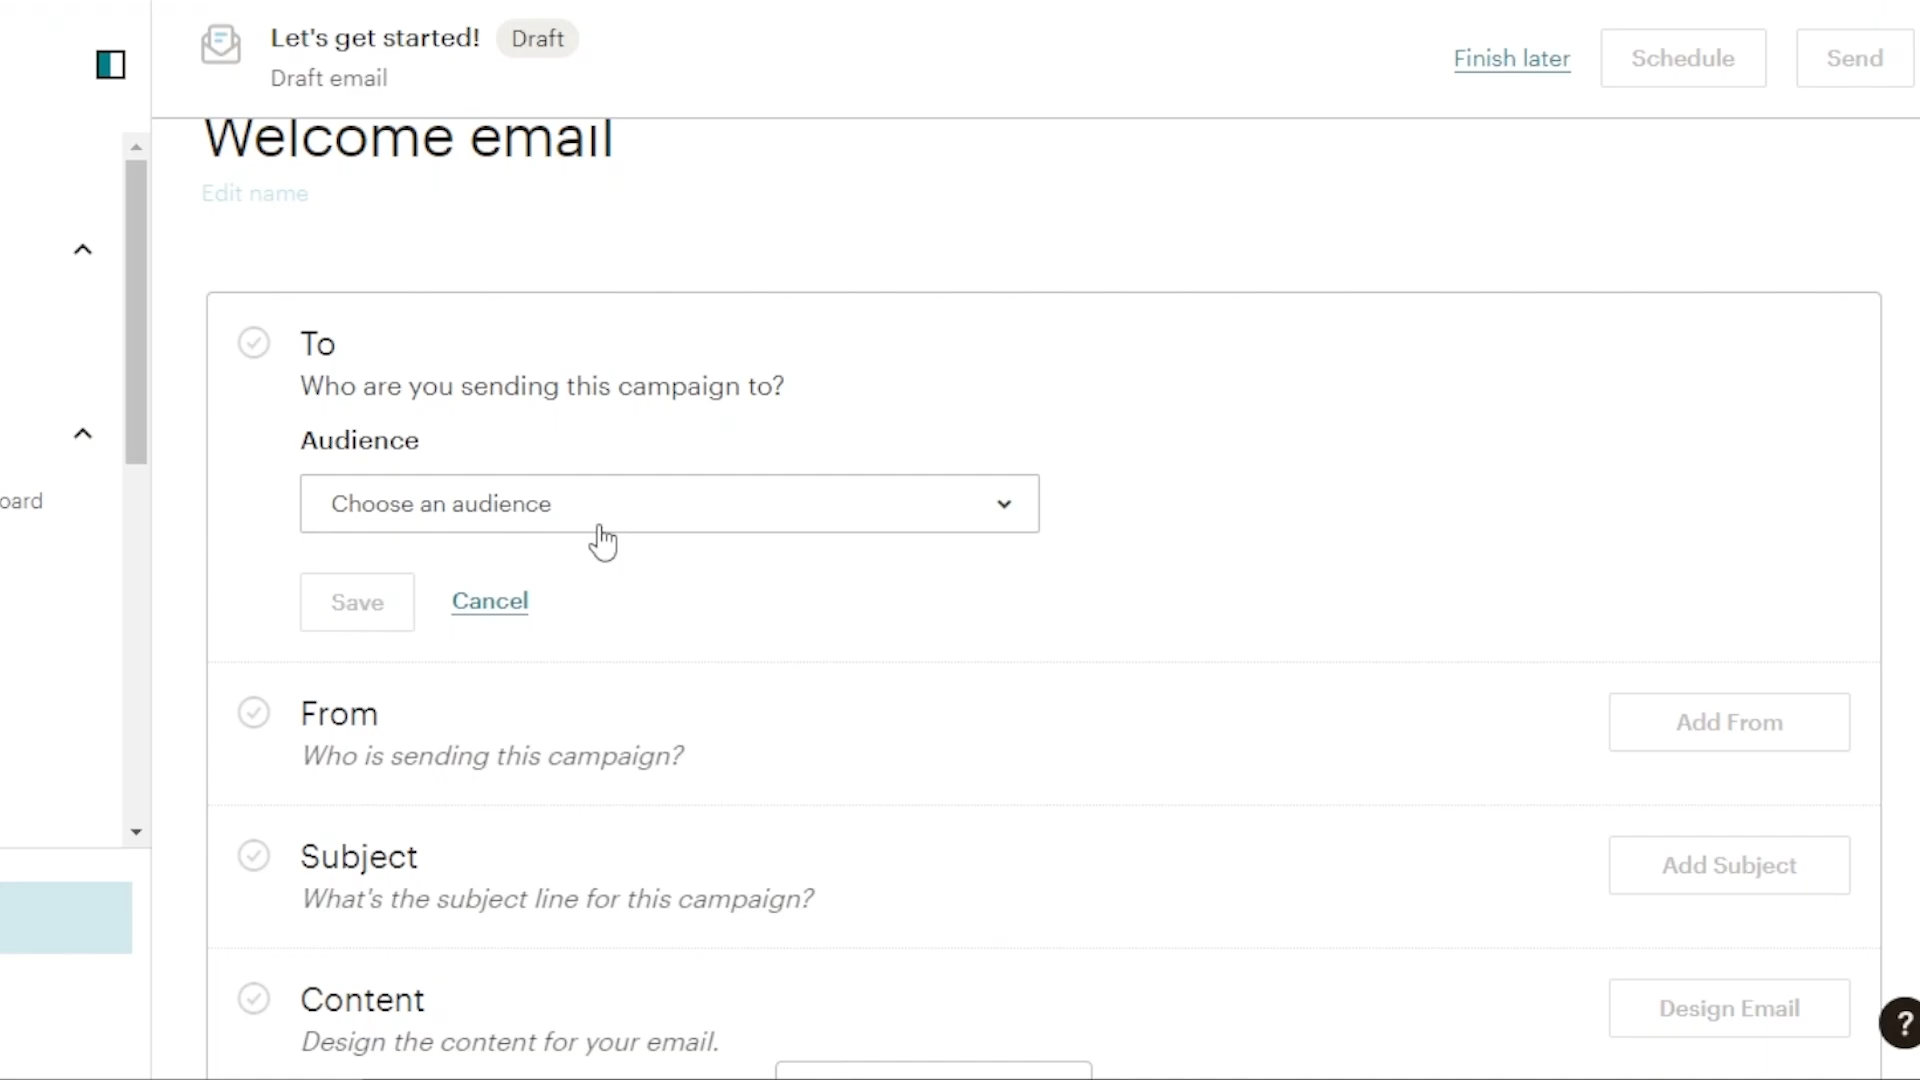 Let's get started! Draft
Draft email
Finish later
Schedule
Send
Welcome email
Edit name
To
Who are you sending this campaign to?
Audience
Choose an audience
Save
Cancel
oard
From
Who is sending this campaign?
Add From
Subject
What's the subject line for this campaign?
Add Subject
Content
Design the content for your email.
Design Email
?